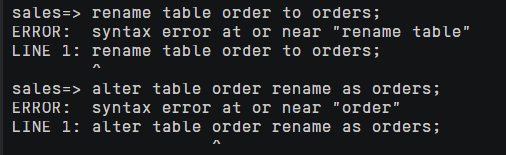 sales=> rename table order to orders;
ERROR:  syntax error at or near "rename table"
LINE 1: rename table order to orders;
        ^
sales=> alter table order rename as orders;
ERROR:  syntax error at or near "order"
LINE 1: alter table order rename as orders;
                    ^